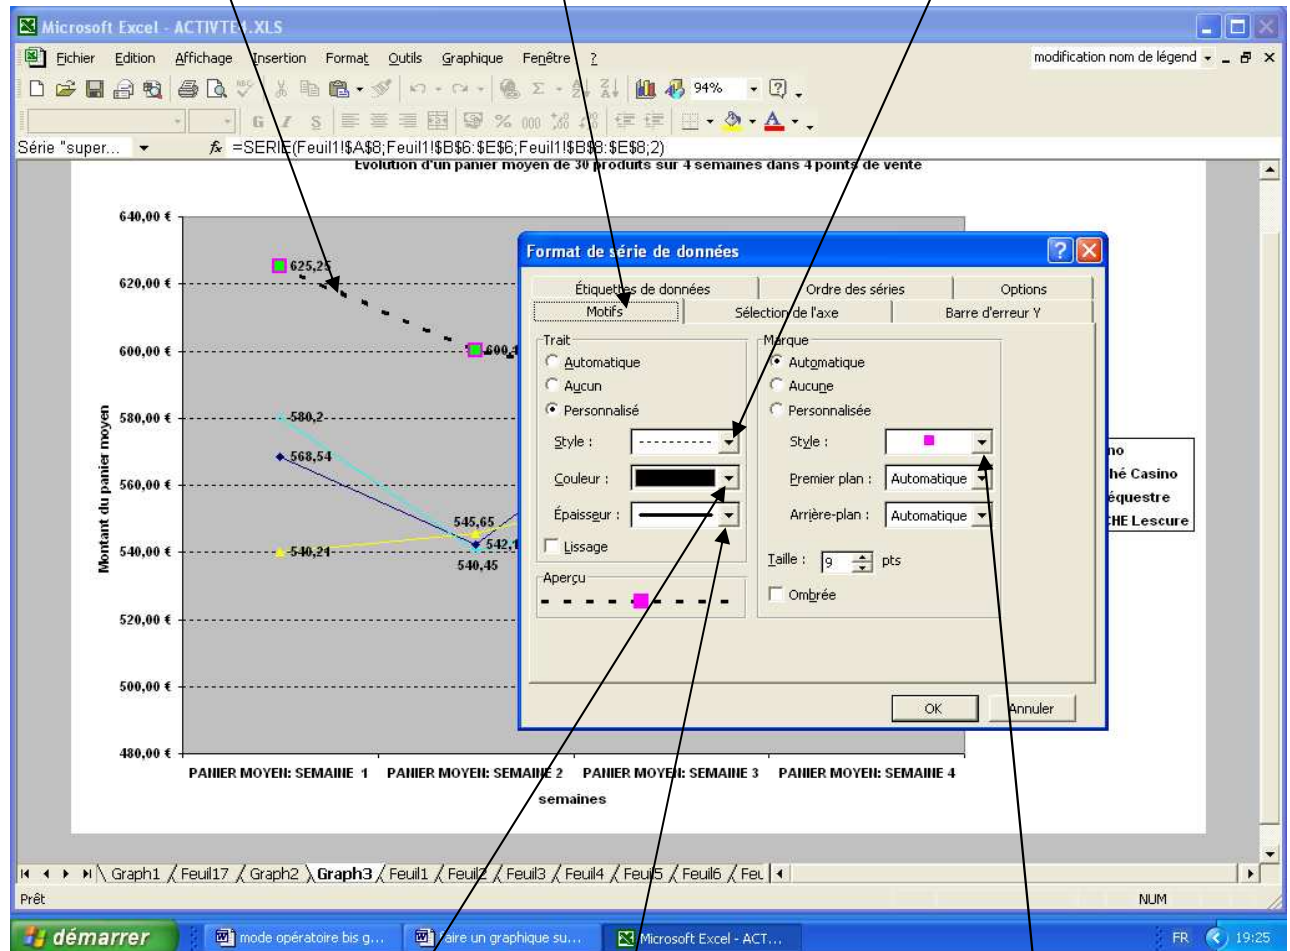 Microsoft Excel - ACTIVTE4.XLS
Fichier Edition Affichage Insertion Format Outils Graphique Fenêtre ?
modification nom de légend
94%
G I S
% 000
Série "super... =SERIE(Feuil1!$A$8;Feuil1!$B$6:$E$6;Feuil1!$B$8:$E$8;2)
Evolution d'un panier moyen de 30 produits sur 4 semaines dans 4 points de vente
640,00 €
620,00 €
600,00 €
580,00 €
560,00 €
540,00 €
520,00 €
500,00 €
480,00 €
Montant du panier moyen
625,25
580,2
568,54
545,65
540,21
540,45
PANIER MOYEN: SEMAINE 1 PANIER MOYEN: SEMAINE 2 PANIER MOYEN: SEMAINE 3 PANIER MOYEN: SEMAINE 4
semaines
Format de série de données
Étiquettes de données Ordre des séries Options
Motifs Sélection de l'axe Barre d'erreur Y
Trait
Automatique
Aucun
Personnalisé
Style :
Couleur :
Épaisseur :
Lissage
Aperçu
Marque
Automatique
Aucune
Personnalisée
Style :
Premier plan : Automatique
Arrière-plan : Automatique
Taille : 9 pts
Ombrée
OK Annuler
no
hé Casino
équestre
CHE Lescure
Graph1 Feuil17 Graph2 Graph3 Feuil1 Feuil2 Feuil3 Feuil4 Feuil5 Feuil6
Prêt NUM
démarrer mode opératoire bis g... faire un graphique su... Microsoft Excel - ACT... FR 19:25